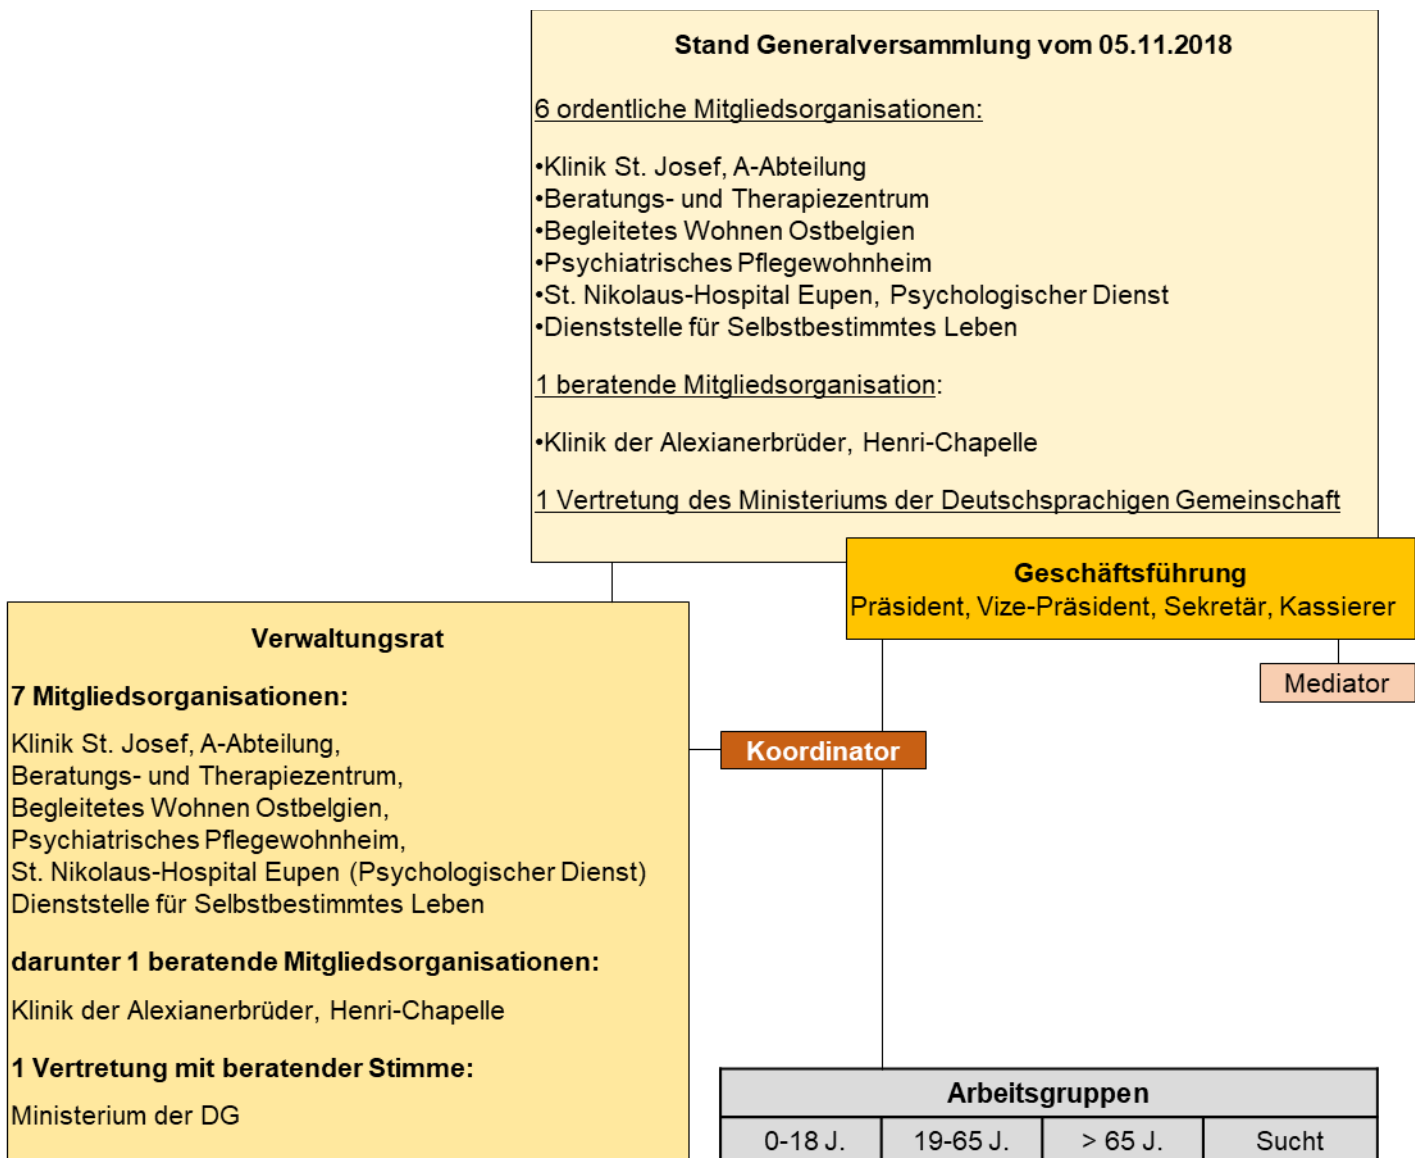 Stand Generalversammlung vom 05.11.2018
6 ordentliche Mitgliedsorganisationen:
•Klinik St. Josef, A-Abteilung
•Beratungs- und Therapiezentrum
•Begleitetes Wohnen Ostbelgien
•Psychiatrisches Pflegewohnheim
•St. Nikolaus-Hospital Eupen, Psychologischer Dienst
•Dienststelle für Selbstbestimmtes Leben
1 beratende Mitgliedsorganisation:
•Klinik der Alexianerbrüder, Henri-Chapelle
1 Vertretung des Ministeriums der Deutschsprachigen Gemeinschaft
Geschäftsführung
Präsident, Vize-Präsident, Sekretär, Kassierer
Mediator
Koordinator
Verwaltungsrat
7 Mitgliedsorganisationen:
Klinik St. Josef, A-Abteilung,
Beratungs- und Therapiezentrum,
Begleitetes Wohnen Ostbelgien,
Psychiatrisches Pflegewohnheim,
St. Nikolaus-Hospital Eupen (Psychologischer Dienst)
Dienststelle für Selbstbestimmtes Leben
darunter 1 beratende Mitgliedsorganisationen:
Klinik der Alexianerbrüder, Henri-Chapelle
1 Vertretung mit beratender Stimme:
Ministerium der DG
Arbeitsgruppen
0-18 J. 19-65 J. > 65 J. Sucht